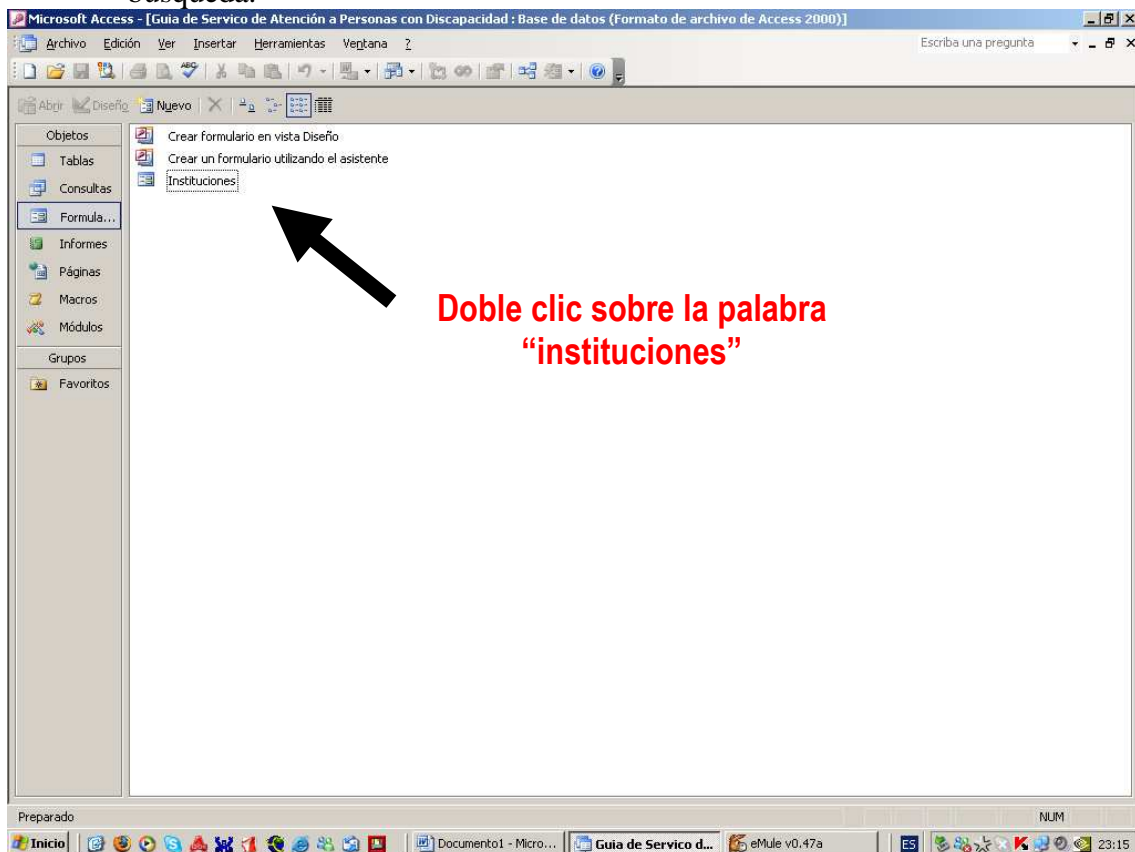 búsqueda.
Microsoft Access - [Guia de Servico de Atención a Personas con Discapacidad : Base de datos (Formato de archivo de Access 2000)]
Archivo Edición Ver Insertar Herramientas Ventana ? Escriba una pregunta
Abrir Diseño Nuevo
Objetos
Tablas
Consultas
Formula...
Informes
Páginas
Macros
Módulos
Grupos
Favoritos
Crear formulario en vista Diseño
Crear un formulario utilizando el asistente
Instituciones
Doble clic sobre la palabra
“instituciones”
Preparado NUM
Inicio Documento1 - Micro... Guia de Servico d... eMule v0.47a ES 23:15